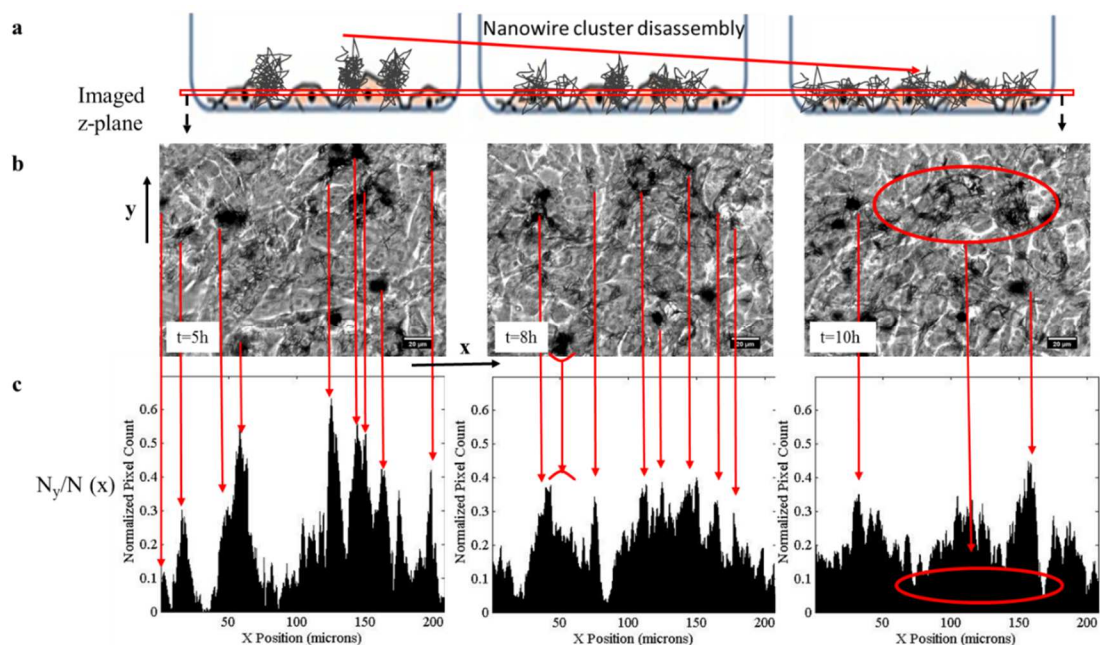 a
Nanowire cluster disassembly
Imaged
z-plane
b
y
t=5h
20 µm
x
t=8h
20 µm
t=10h
20 µm
c
Ny/N (x)
Normalized Pixel Count
0.6
0.5
0.4
0.3
0.2
0.1
0
0 50 100 150 200
X Position (microns)
Normalized Pixel Count
0.6
0.5
0.4
0.3
0.2
0.1
0
0 50 100 150 200
X Position (microns)
Normalized Pixel Count
0.6
0.5
0.4
0.3
0.2
0.1
0
0 50 100 150 200
X Position (microns)